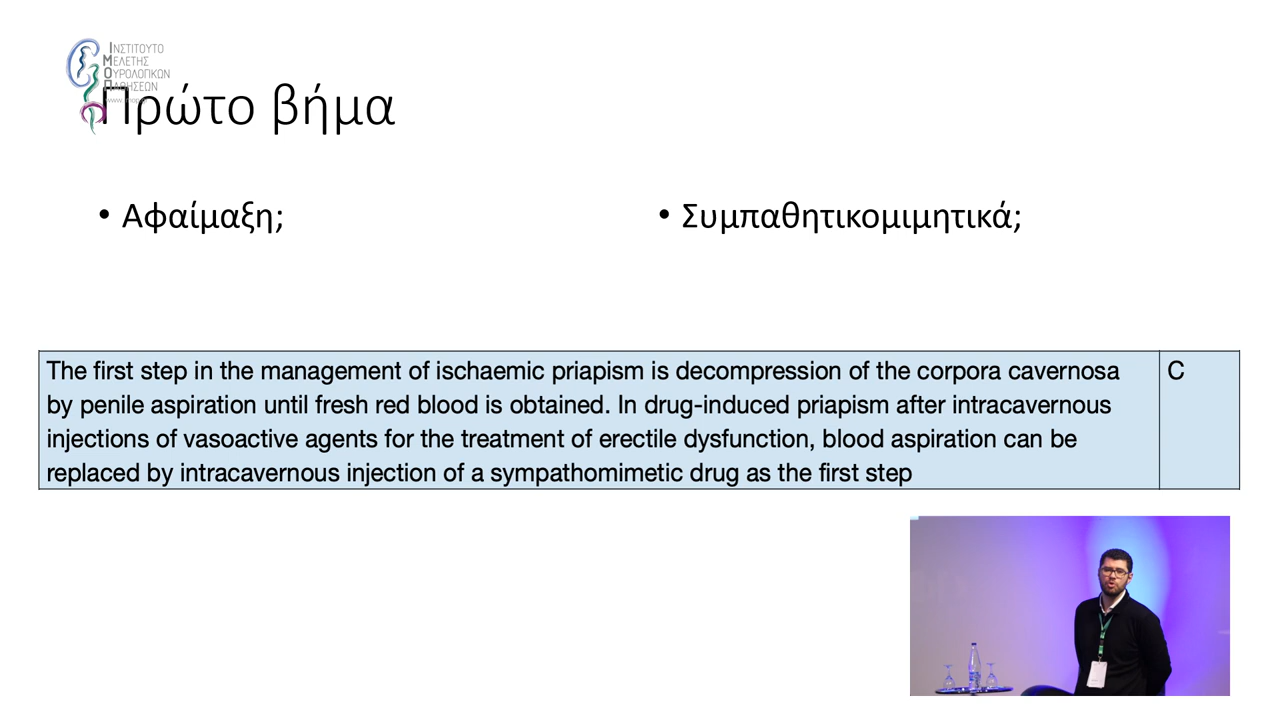 ΙΝΣΤΙΤΟΥΤΟ
ΜΕΛΕΤΗΣ
ΟΥΡΟΛΟΓΙΚΩΝ
ΠΑΘΗΣΕΩΝ
Πρώτο βήμα
• Αφαίμαξη;
• Συμπαθητικομιμητικά;
The first step in the management of ischaemic priapism is decompression of the corpora cavernosa
by penile aspiration until fresh red blood is obtained. In drug-induced priapism after intracavernous
injections of vasoactive agents for the treatment of erectile dysfunction, blood aspiration can be
replaced by intracavernous injection of a sympathomimetic drug as the first step
C